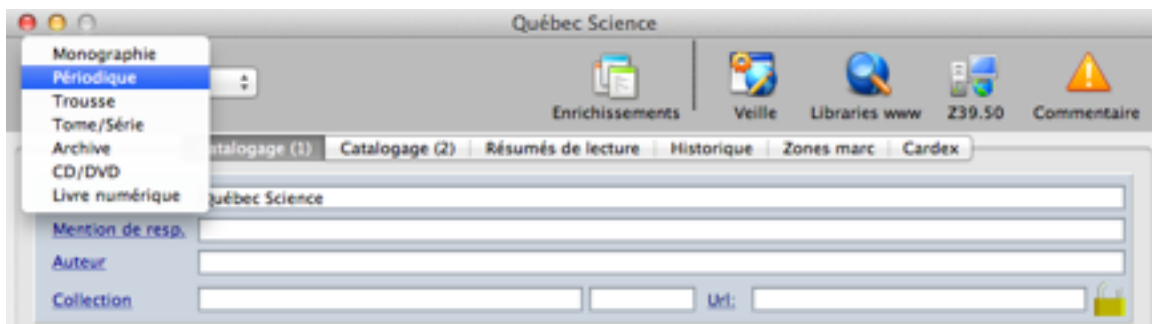 Québec Science
Monographie
Périodique
Trousse
Tome/Série
Archive
CD/DVD
Livre numérique
Enrichissements
Veille
Libraries www
Z39.50
Commentaire
atalogage (1)
Catalogage (2)
Résumés de lecture
Historique
Zones marc
Cardex
Québec Science
Mention de resp.
Auteur
Collection
Url: